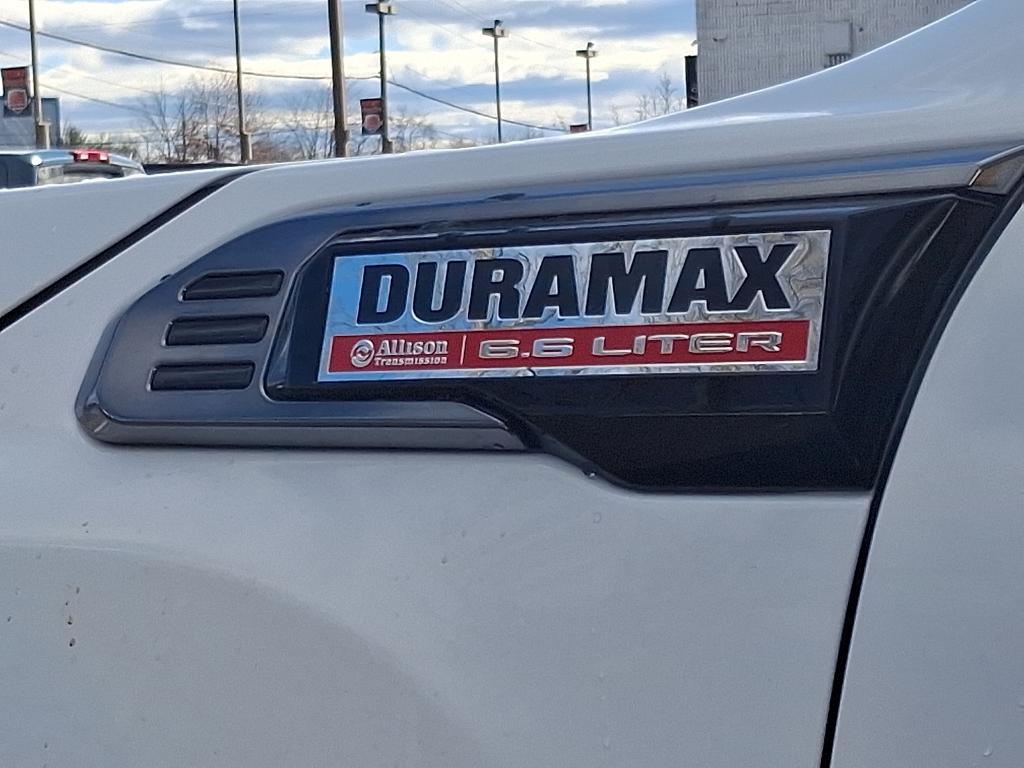 DURAMAX
Allison
Transmission
6.6 LITER